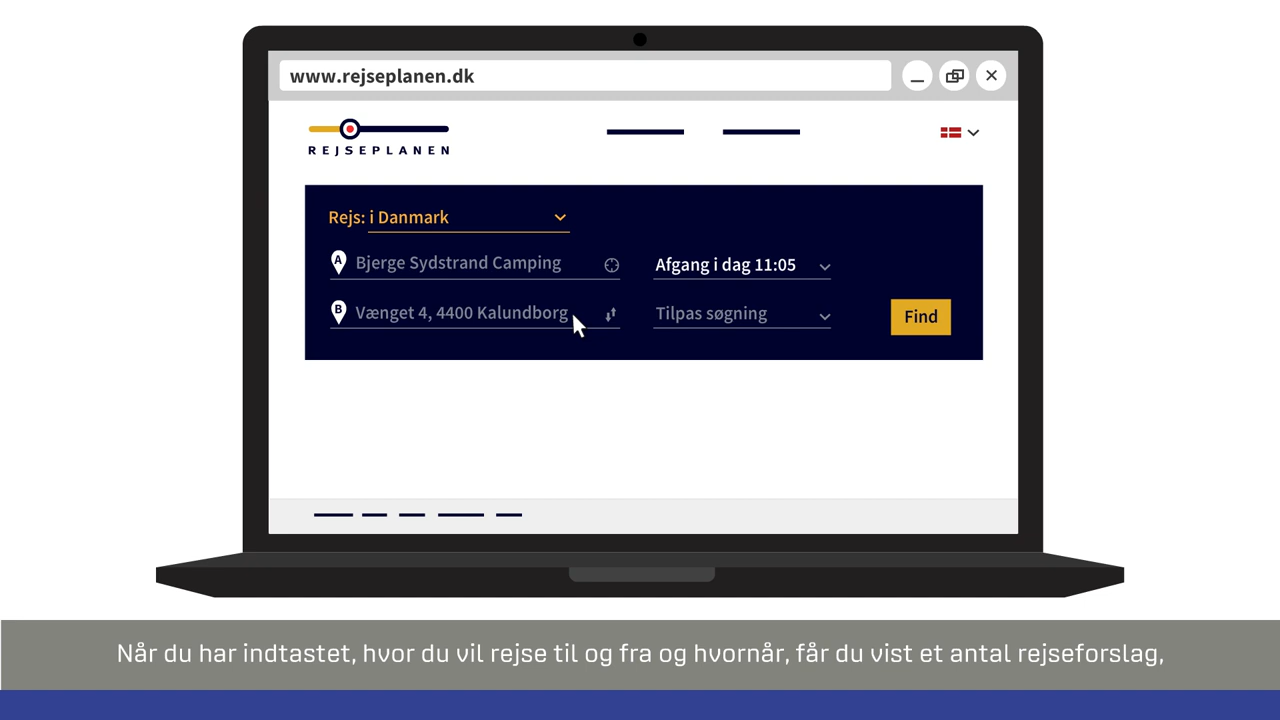 www.rejseplanen.dk
REJSEPLANEN
Rejs: i Danmark
A Bjerge Sydstrand Camping
Afgang i dag 11:05
B Vænget 4, 4400 Kalundborg
Tilpas søgning
Find
Når du har indtastet, hvor du vil rejse til og fra og hvornår, får du vist et antal rejseforslag,